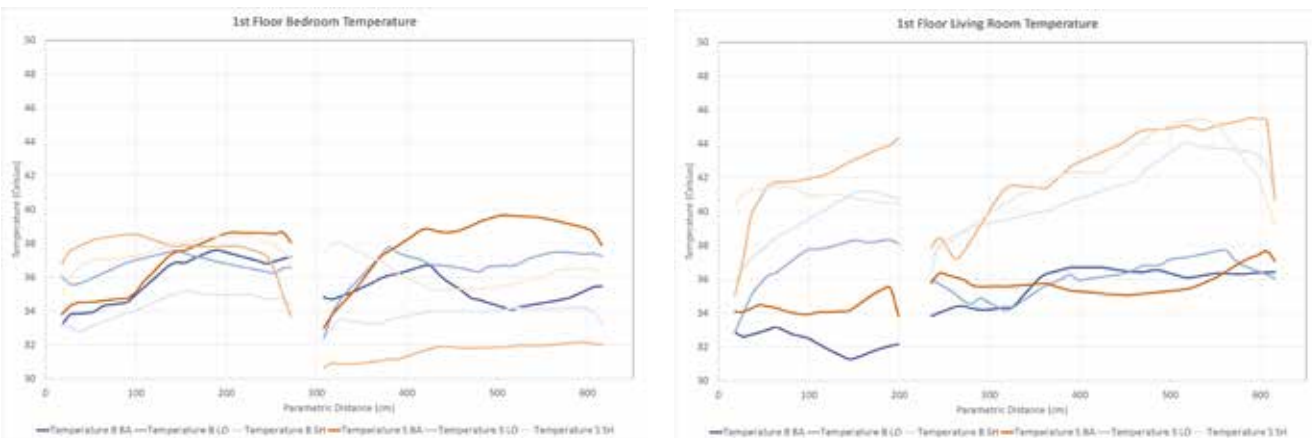 1st Floor Bedroom Temperature
50
48
46
44
42
40
38
36
34
32
30
Temperature (Celsius)
0
100
200
300
400
500
600
Parametric Distance (cm)
Temperature B BA
Temperature B LO
Temperature B SH
Temperature S BA
Temperature S LO
Temperature S SH
1st Floor Living Room Temperature
50
48
46
44
42
40
38
36
34
32
30
Temperature (Celsius)
0
100
200
300
400
500
600
Parametric Distance (cm)
Temperature B BA
Temperature B LO
Temperature B SH
Temperature S BA
Temperature S LO
Temperature S SH